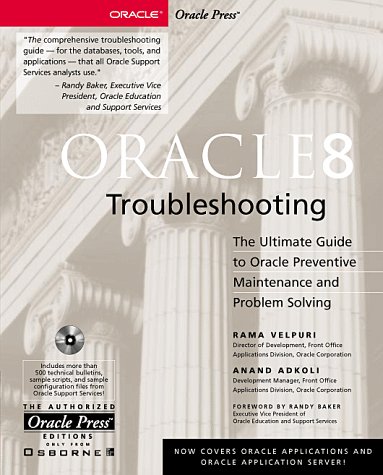 ORACLE®
Oracle Press™
"The comprehensive troubleshooting
guide — for the databases, tools, and
applications — that all Oracle Support
Services analysts use."
– Randy Baker, Executive Vice
President, Oracle Education
and Support Services
ORACLE8
Troubleshooting
The Ultimate Guide
to Oracle Preventive
Maintenance and
Problem Solving
RAMA VELPURI
Director of Development, Front Office
Applications Division, Oracle Corporation
ANAND ADKOLI
Development Manager, Front Office
Applications Division, Oracle Corporation
FOREWORD BY RANDY BAKER
Executive Vice President of
Oracle Education and Support Services
Includes more than
500 technical bulletins,
sample scripts, and sample
configuration files from
Oracle Support Services!
THE AUTHORIZED
Oracle Press™
EDITIONS
ONLY FROM
OSBORNE
NOW COVERS ORACLE APPLICATIONS AND
ORACLE APPLICATION SERVER!